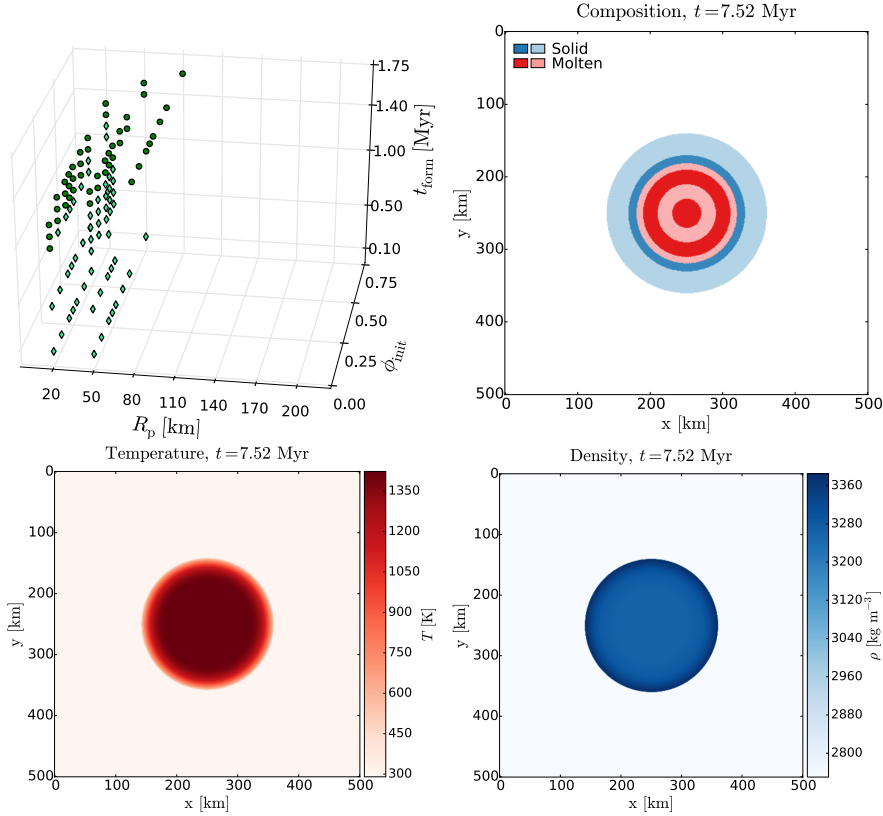 1.75
1.40
1.00
0.50
0.10
t_form [Myr]
0.75
0.50
0.25
0.00
ϕ_init
20 50 80 110 140 170 200
R_p [km]
Composition, t=7.52 Myr
Solid
Molten
0
100
200
300
400
500
y [km]
0 100 200 300 400 500
x [km]
Temperature, t=7.52 Myr
0
100
200
300
400
500
y [km]
0 100 200 300 400 500
x [km]
1350
1200
1050
900
750
600
450
300
T [K]
Density, t=7.52 Myr
0
100
200
300
400
500
y [km]
0 100 200 300 400 500
x [km]
3360
3280
3200
3120
3040
2960
2880
2800
ρ [kg m⁻³]